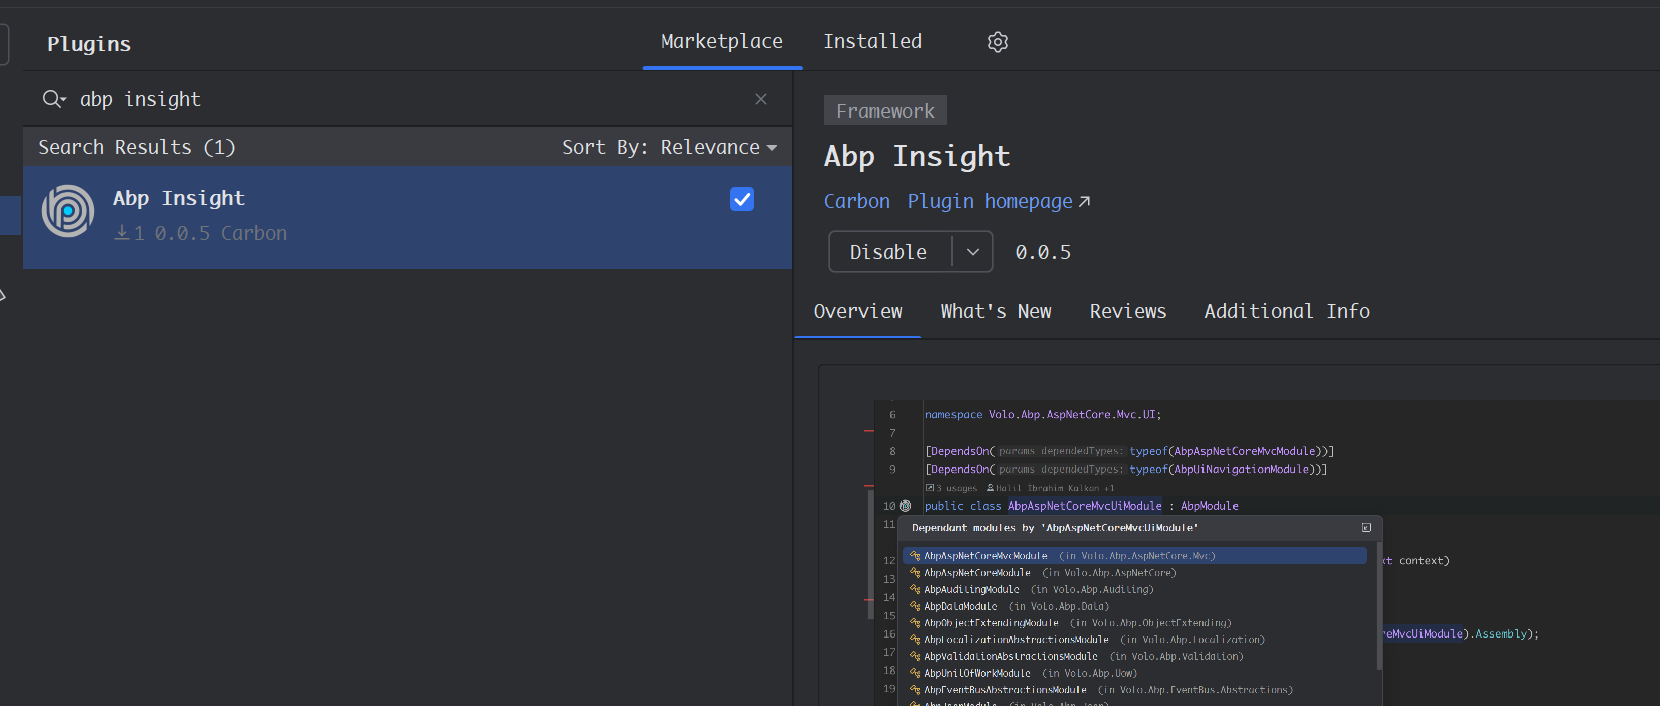 Plugins
Marketplace
Installed
abp insight
Search Results (1)
Sort By: Relevance
Abp Insight
1 0.0.5 Carbon
Framework
Abp Insight
Carbon Plugin homepage
Disable
0.0.5
Overview
What's New
Reviews
Additional Info
6 namespace Volo.Abp.AspNetCore.Mvc.UI;
7
8 [DependsOn(params dependedTypes: typeof(AbpAspNetCoreMvcModule))]
9 [DependsOn(params dependedTypes: typeof(AbpUiNavigationModule))]
3 usages Halil Ibrahim Kalkan +1
10 public class AbpAspNetCoreMvcUiModule : AbpModule
11
Dependant modules by 'AbpAspNetCoreMvcUiModule'
AbpAspNetCoreMvcModule (in Volo.Abp.AspNetCore.Mvc)
12 context)
AbpAspNetCoreModule (in Volo.Abp.AspNetCore)
13
AbpAuditingModule (in Volo.Abp.Auditing)
14
AbpDataModule (in Volo.Abp.Data)
15
AbpObjectExtendingModule (in Volo.Abp.ObjectExtending)
16 reMvcUiModule).Assembly);
AbpLocalizationAbstractionsModule (in Volo.Abp.Localization)
17
AbpValidationAbstractionsModule (in Volo.Abp.Validation)
18
AbpUnitOfWorkModule (in Volo.Abp.Uow)
19
AbpEventBusAbstractionsModule (in Volo.Abp.EventBus.Abstractions)